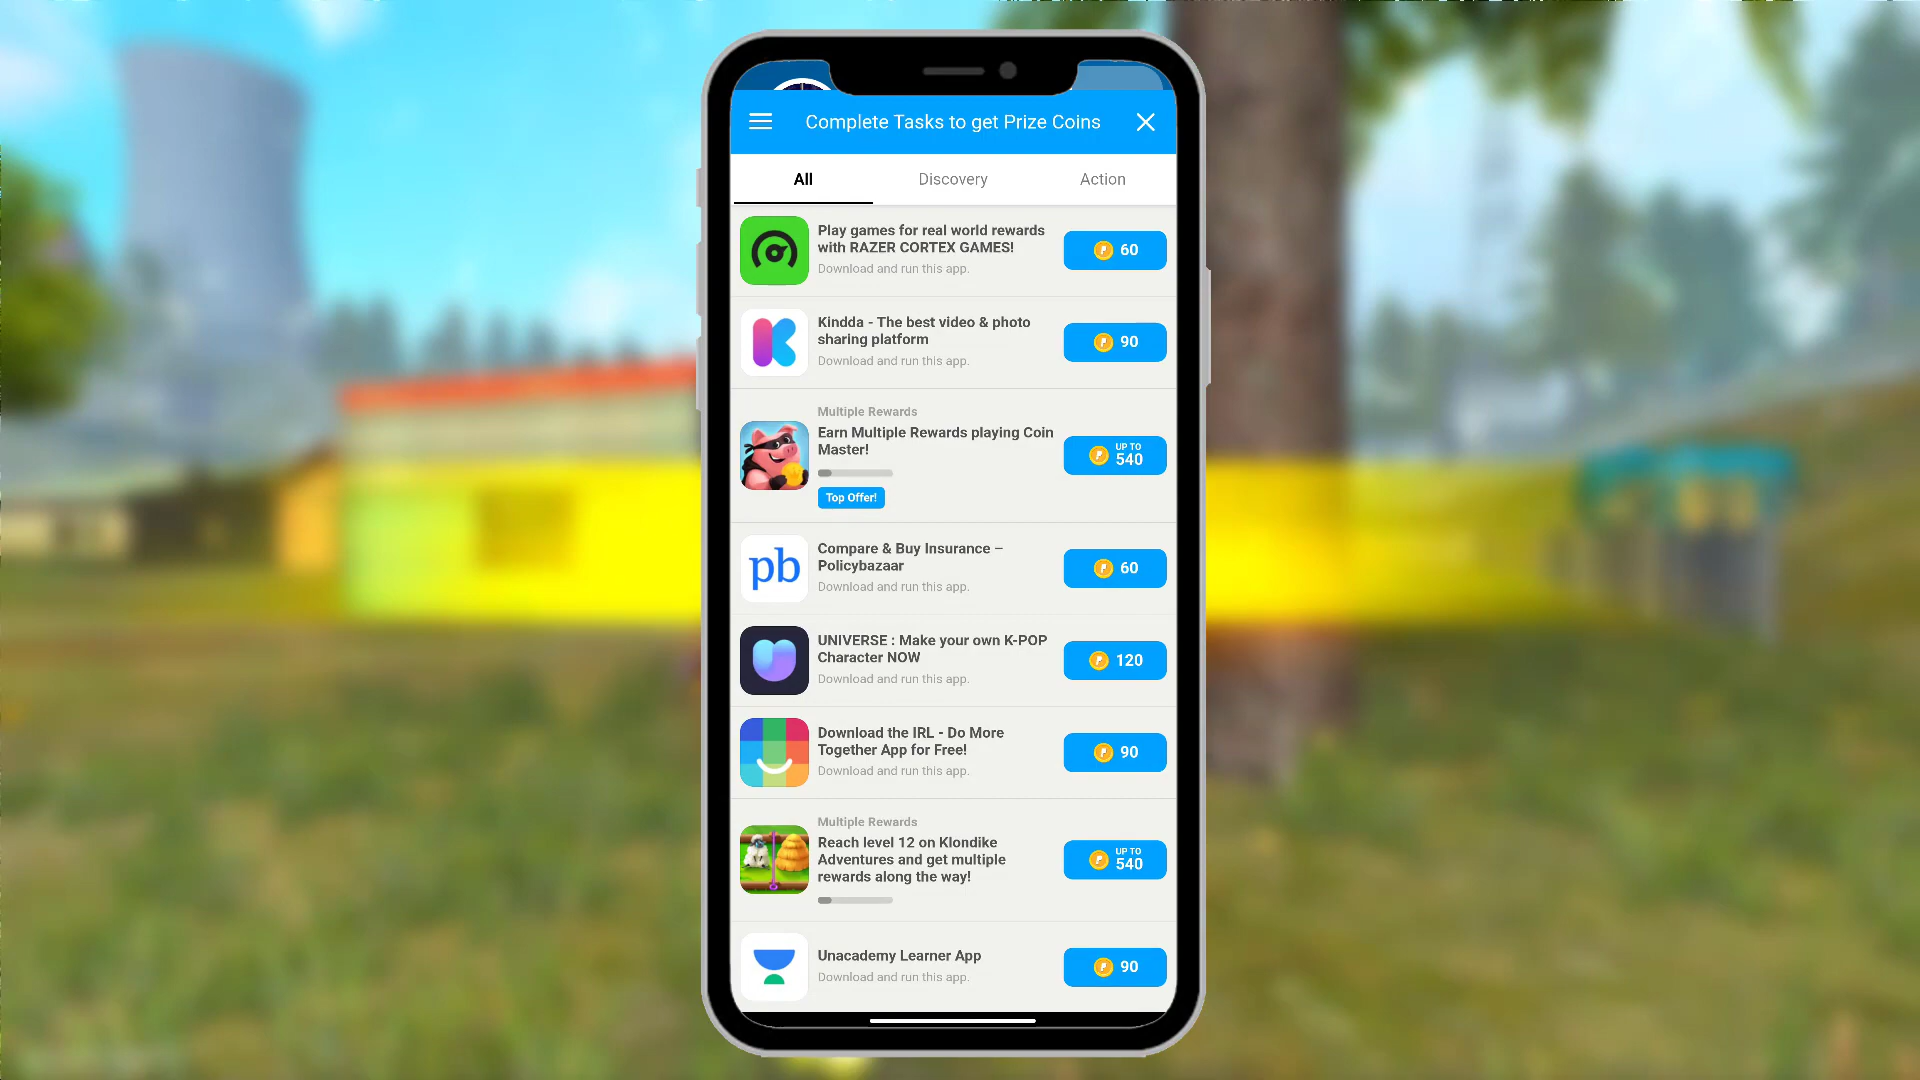 Complete Tasks to get Prize Coins
All
Discovery
Action
Play games for real world rewards
with RAZER CORTEX GAMES!
Download and run this app.
60
Kindda - The best video & photo
sharing platform
Download and run this app.
90
Multiple Rewards
Earn Multiple Rewards playing Coin
Master!
Top Offer!
UP TO
540
pb
Compare & Buy Insurance –
Policybazaar
Download and run this app.
60
UNIVERSE : Make your own K-POP
Character NOW
Download and run this app.
120
Download the IRL - Do More
Together App for Free!
Download and run this app.
90
Multiple Rewards
Reach level 12 on Klondike
Adventures and get multiple
rewards along the way!
UP TO
540
Unacademy Learner App
Download and run this app.
90